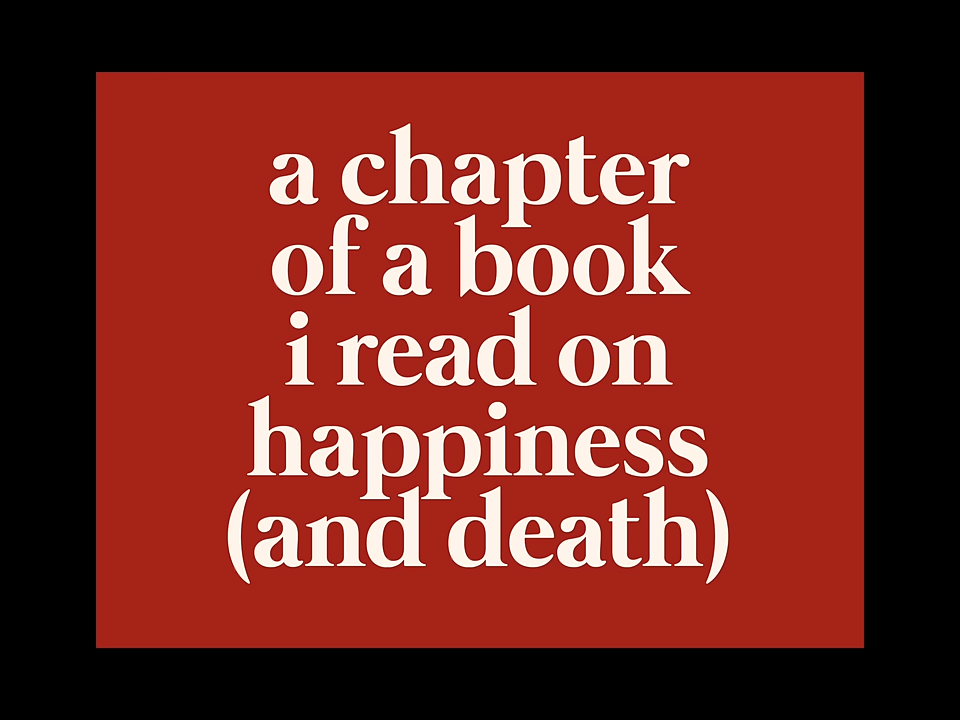 a chapter
of a book
i read on
happiness
(and death)